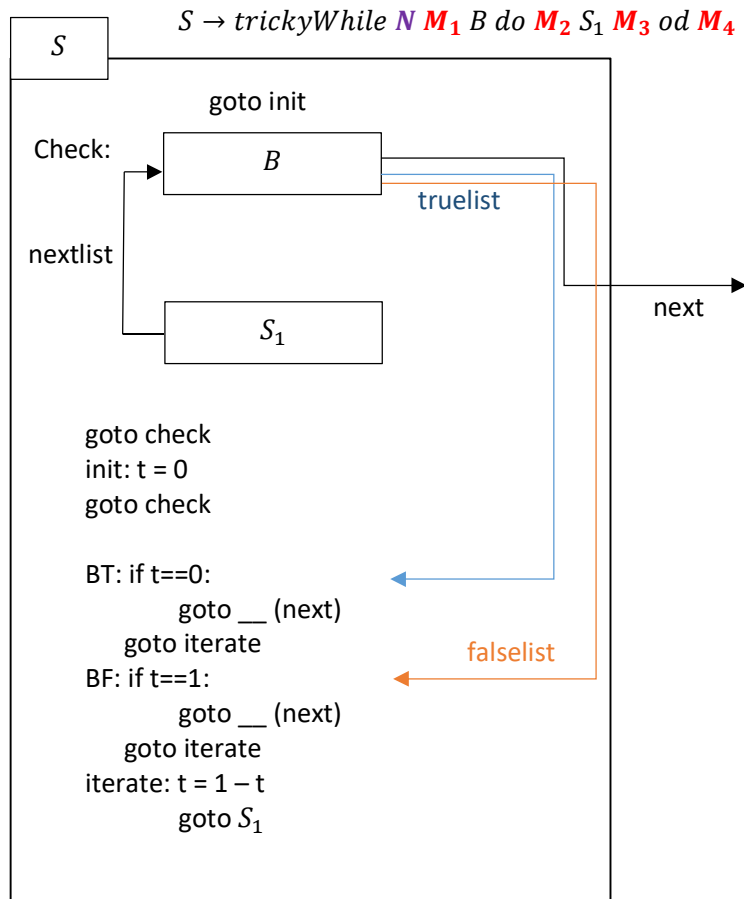 S → trickyWhile N M₁ B do M₂ S₁ M₃ od M₄
S
goto init
Check:
B
truelist
nextlist
next
S₁
goto check
init: t = 0
goto check
BT: if t==0:
goto __ (next)
goto iterate
falselist
BF: if t==1:
goto __ (next)
goto iterate
iterate: t = 1 – t
goto S₁